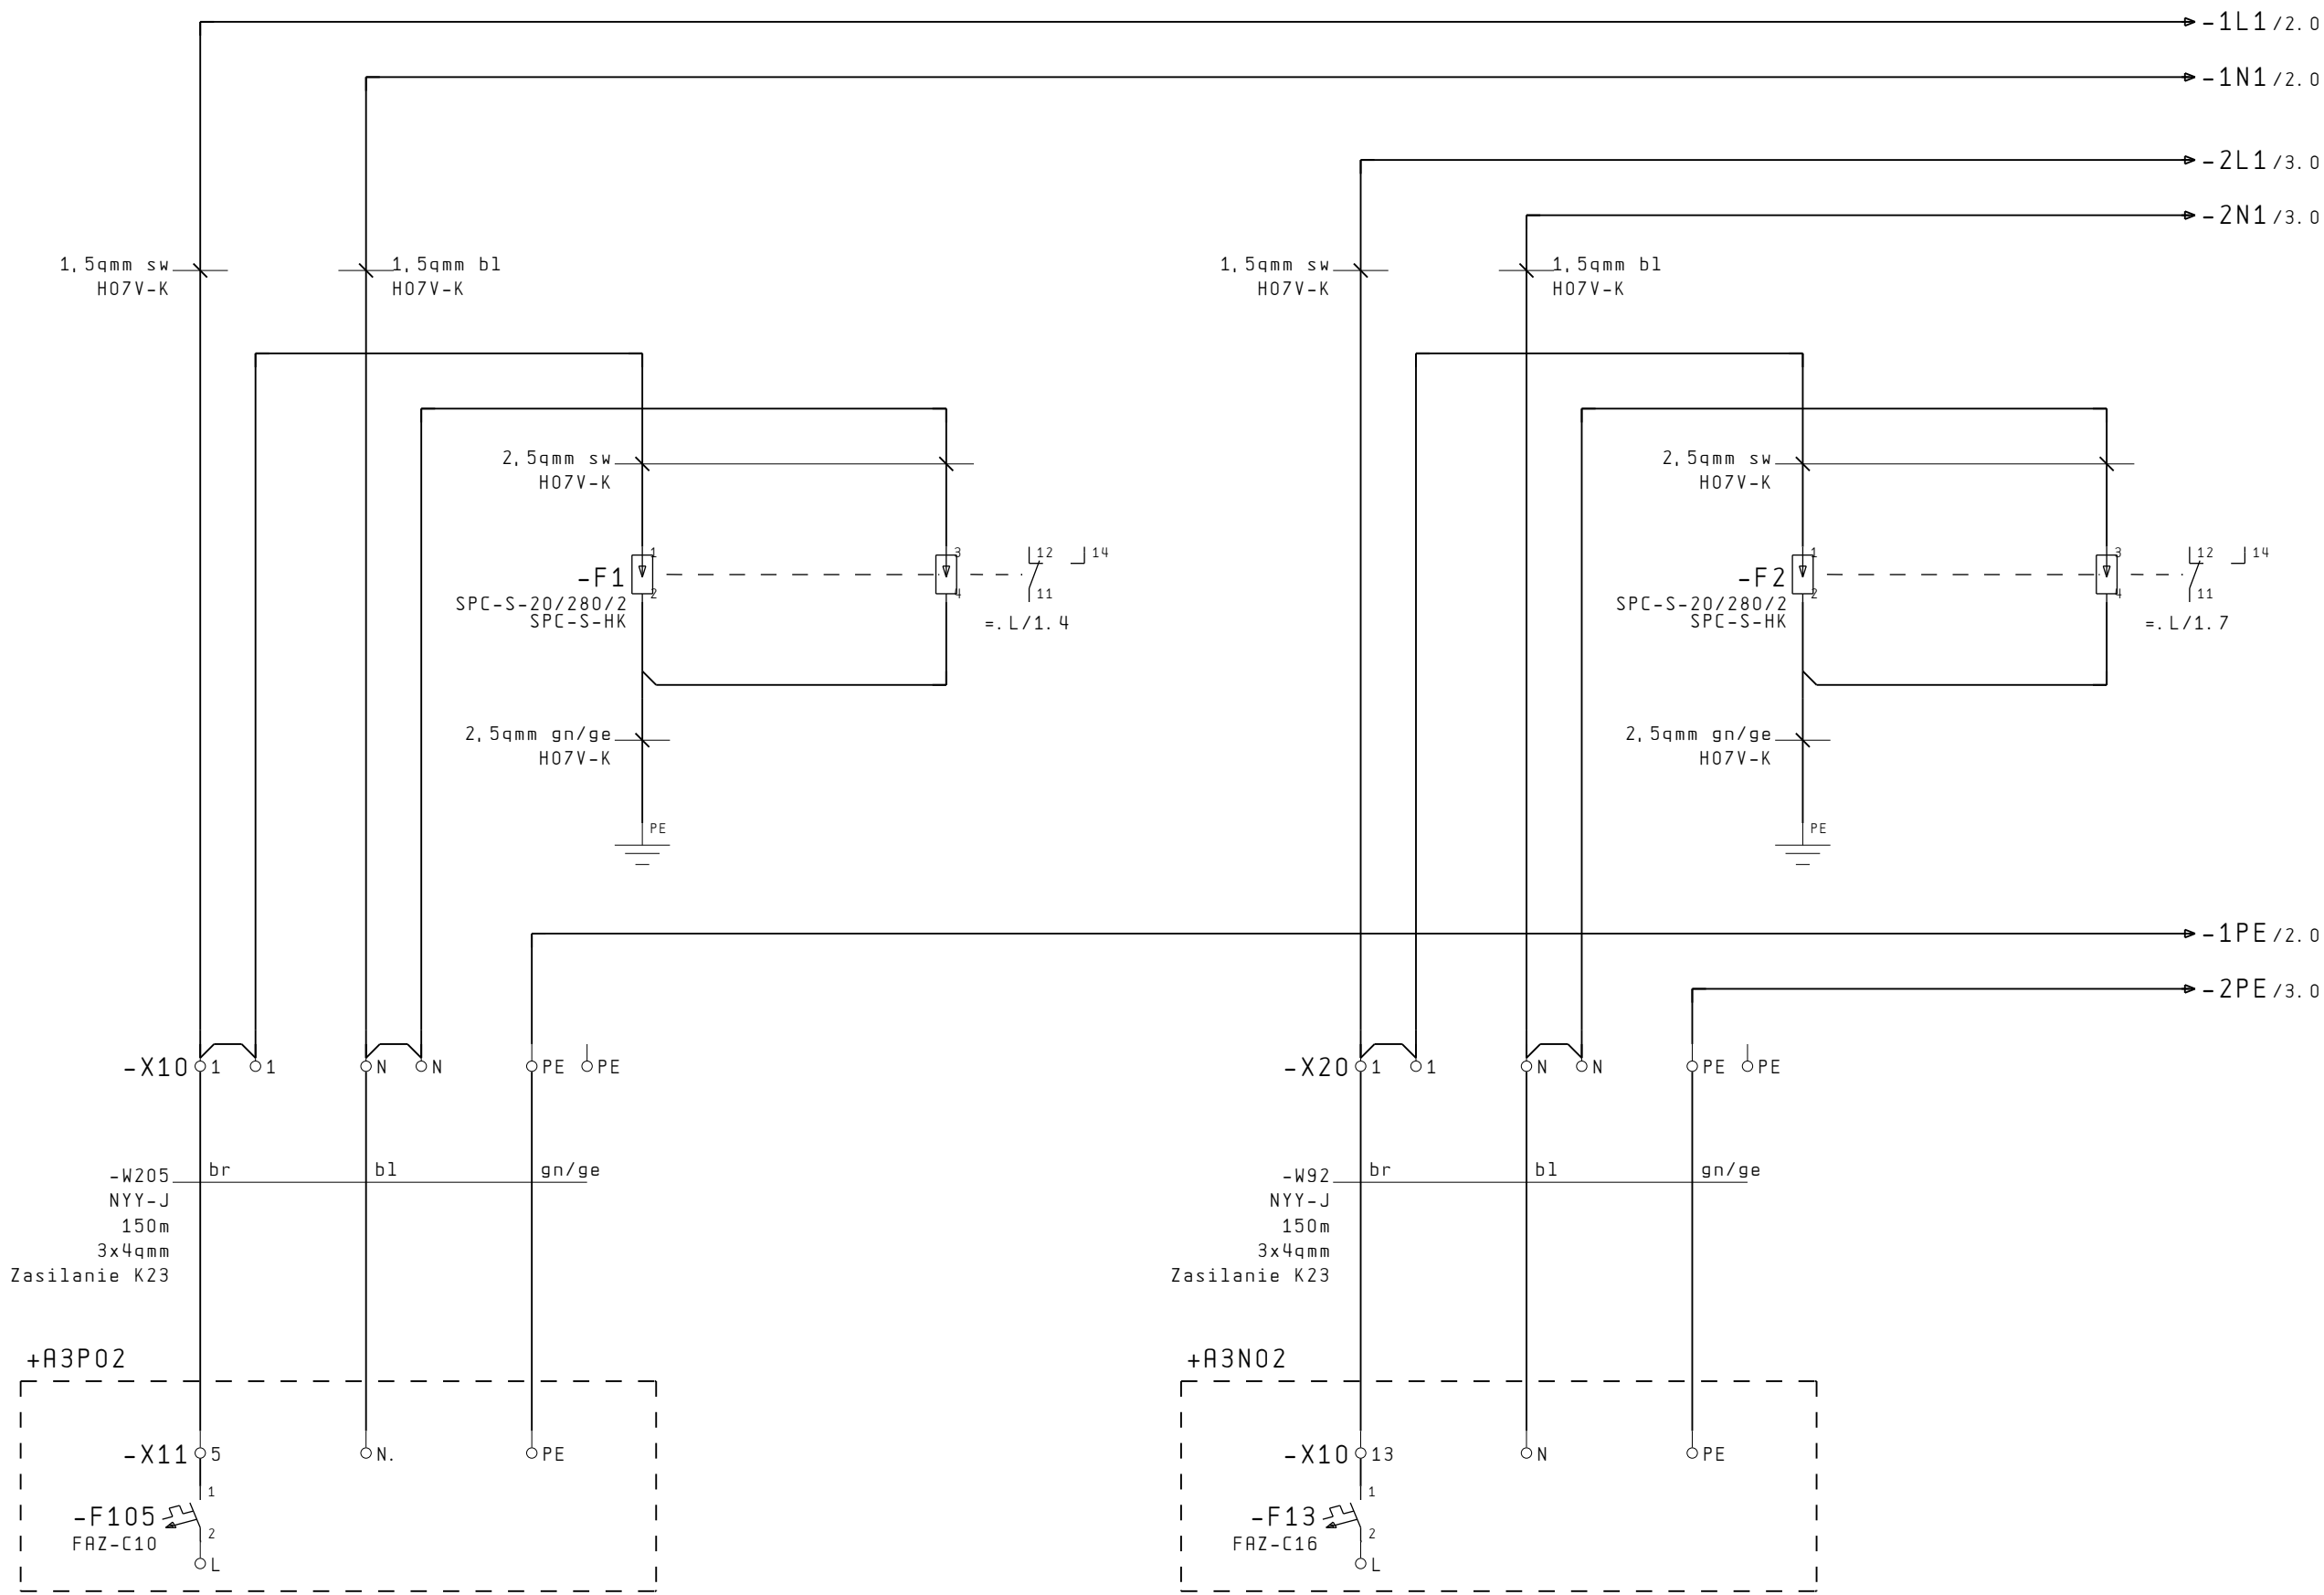 -1L1 /2.0
-1N1 /2.0
-2L1 /3.0
-2N1 /3.0
1,5qmm sw
H07V-K
1,5qmm bl
H07V-K
1,5qmm sw
H07V-K
1,5qmm bl
H07V-K
2,5qmm sw
H07V-K
2,5qmm sw
H07V-K
-F1
SPC-S-20/280/2
SPC-S-HK
1
2
3
4
12
14
11
=.L/1.4
-F2
SPC-S-20/280/2
SPC-S-HK
1
2
3
4
12
14
11
=.L/1.7
2,5qmm gn/ge
H07V-K
PE
2,5qmm gn/ge
H07V-K
PE
-1PE /2.0
-2PE /3.0
-X10 1 1 N N PE PE
-X20 1 1 N N PE PE
-W205 br bl gn/ge
NYY-J
150m
3x4qmm
Zasilanie K23
-W92 br bl gn/ge
NYY-J
150m
3x4qmm
Zasilanie K23
+A3P02
-X11 5 N. PE
-F105
FAZ-C10
1
2
L
+A3N02
-X10 13 N PE
-F13
FAZ-C16
1
2
L